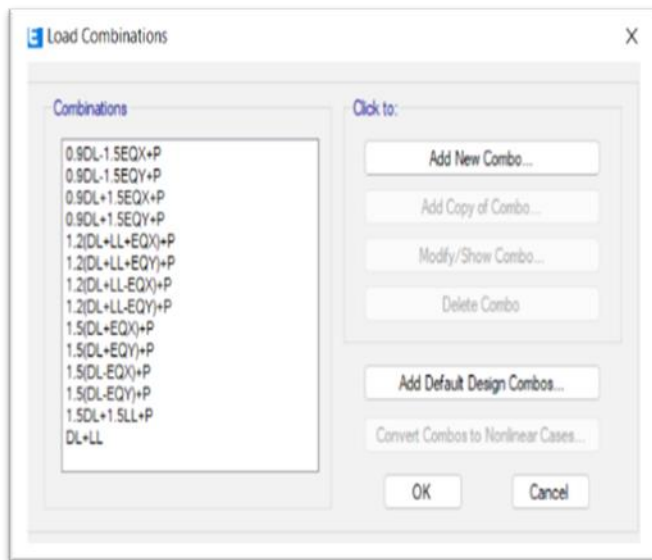 Load Combinations
X
Combinations
0.9DL-1.5EQX+P
0.9DL-1.5EQY+P
0.9DL+1.5EQX+P
0.9DL+1.5EQY+P
1.2(DL+LL+EQX)+P
1.2(DL+LL+EQY)+P
1.2(DL+LL-EQX)+P
1.2(DL+LL-EQY)+P
1.5(DL+EQX)+P
1.5(DL+EQY)+P
1.5(DL-EQX)+P
1.5(DL-EQY)+P
1.5DL+1.5LL+P
DL+LL
Click to:
Add New Combo...
Add Copy of Combo...
Modify/Show Combo...
Delete Combo
Add Default Design Combos...
Convert Combos to Nonlinear Cases...
OK
Cancel